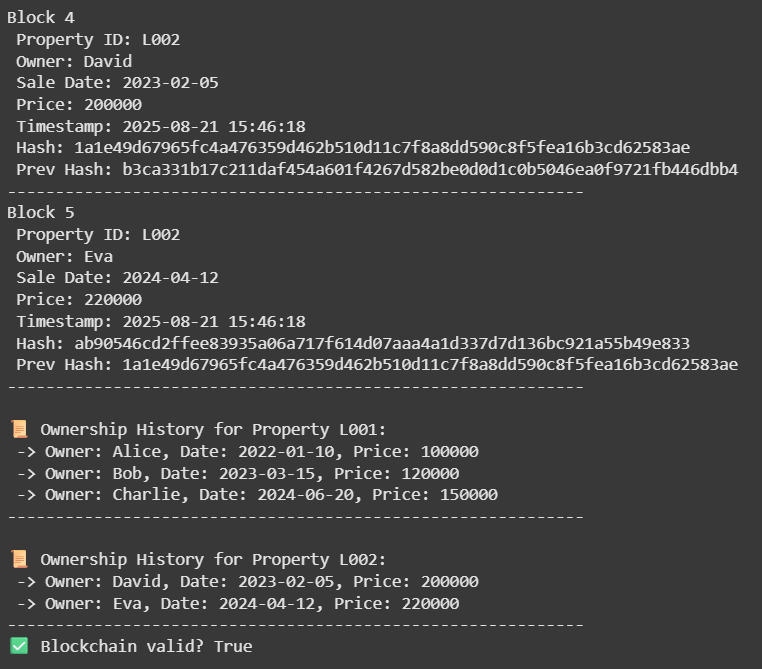 Block 4
Property ID: L002
Owner: David
Sale Date: 2023-02-05
Price: 200000
Timestamp: 2025-08-21 15:46:18
Hash: 1a1e49d67965fc4a476359d462b510d11c7f8a8dd590c8f5fea16b3cd62583ae
Prev Hash: b3ca331b17c211daf454a601f4267d582be0d0d1c0b5046ea0f9721fb446dbb4
------------------------------------------------------------
Block 5
Property ID: L002
Owner: Eva
Sale Date: 2024-04-12
Price: 220000
Timestamp: 2025-08-21 15:46:18
Hash: ab90546cd2ffee83935a06a717f614d07aaa4a1d337d7d136bc921a55b49e833
Prev Hash: 1a1e49d67965fc4a476359d462b510d11c7f8a8dd590c8f5fea16b3cd62583ae
------------------------------------------------------------
📜 Ownership History for Property L001:
-> Owner: Alice, Date: 2022-01-10, Price: 100000
-> Owner: Bob, Date: 2023-03-15, Price: 120000
-> Owner: Charlie, Date: 2024-06-20, Price: 150000
------------------------------------------------------------
📜 Ownership History for Property L002:
-> Owner: David, Date: 2023-02-05, Price: 200000
-> Owner: Eva, Date: 2024-04-12, Price: 220000
------------------------------------------------------------
✅ Blockchain valid? True